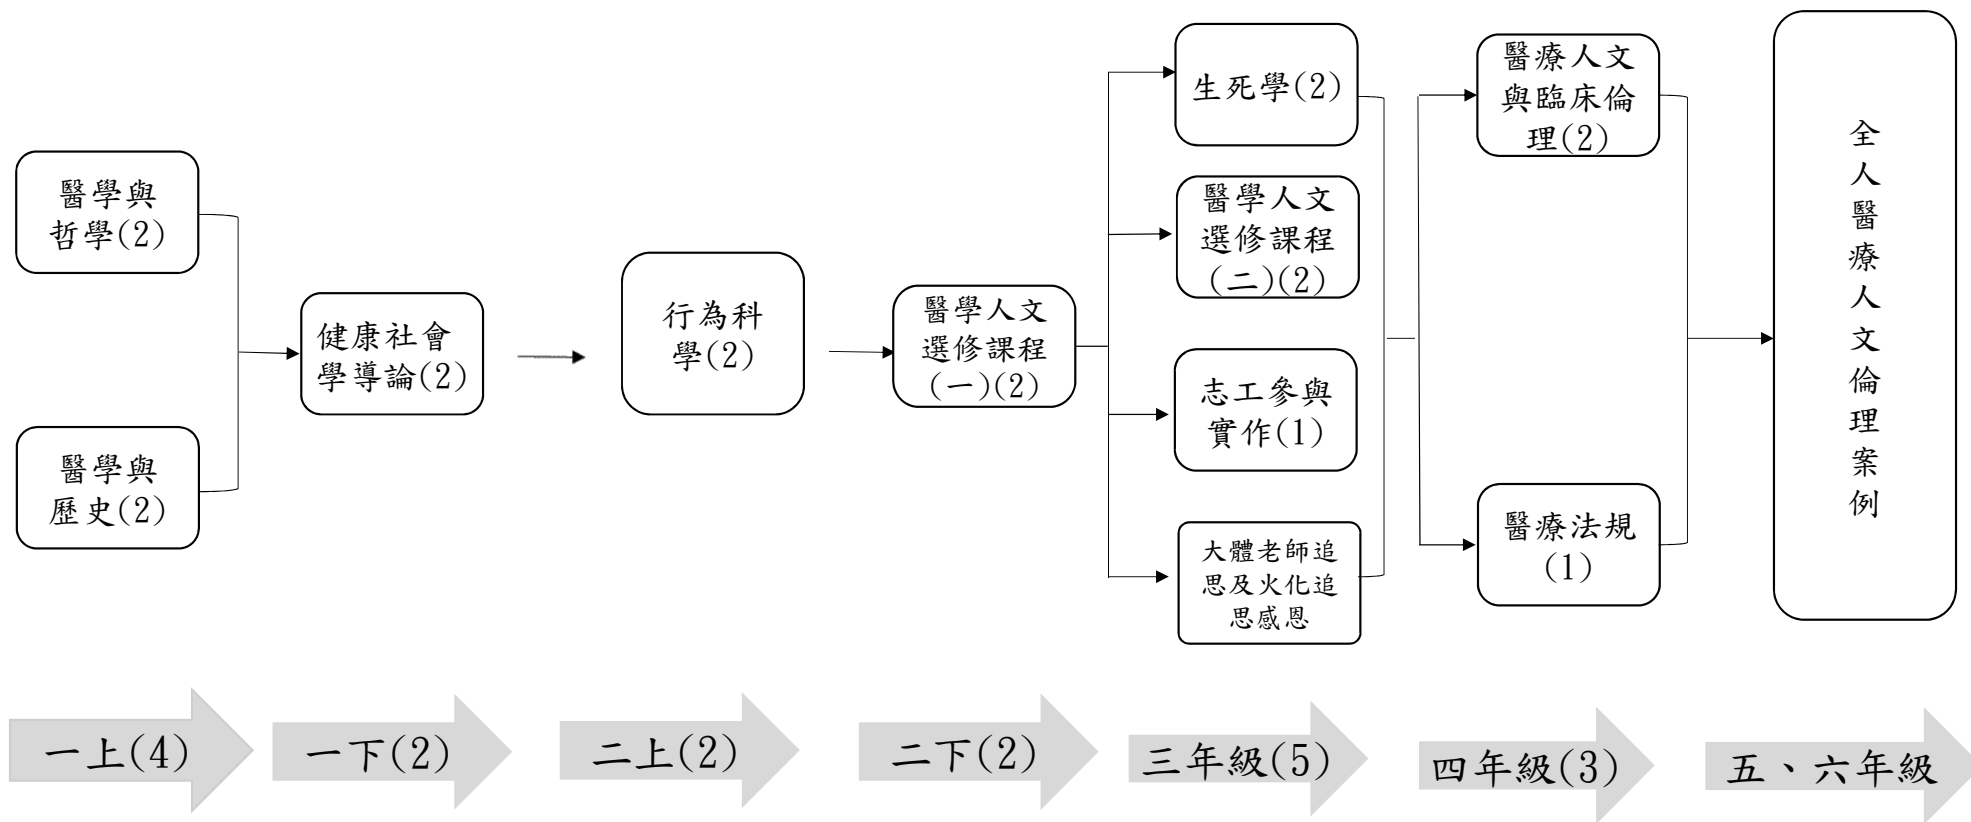 醫學與
哲學(2)
醫學與
歷史(2)
健康社會
學導論(2)
行為科
學(2)
醫學人文
選修課程
(一)(2)
生死學(2)
醫學人文
選修課程
(二)(2)
志工參與
實作(1)
大體老師追
思及火化追
思感恩
醫療人文
與臨床倫
理(2)
醫療法規
(1)
全人醫療人文倫理案例
一上(4)
一下(2)
二上(2)
二下(2)
三年級(5)
四年級(3)
五、六年級